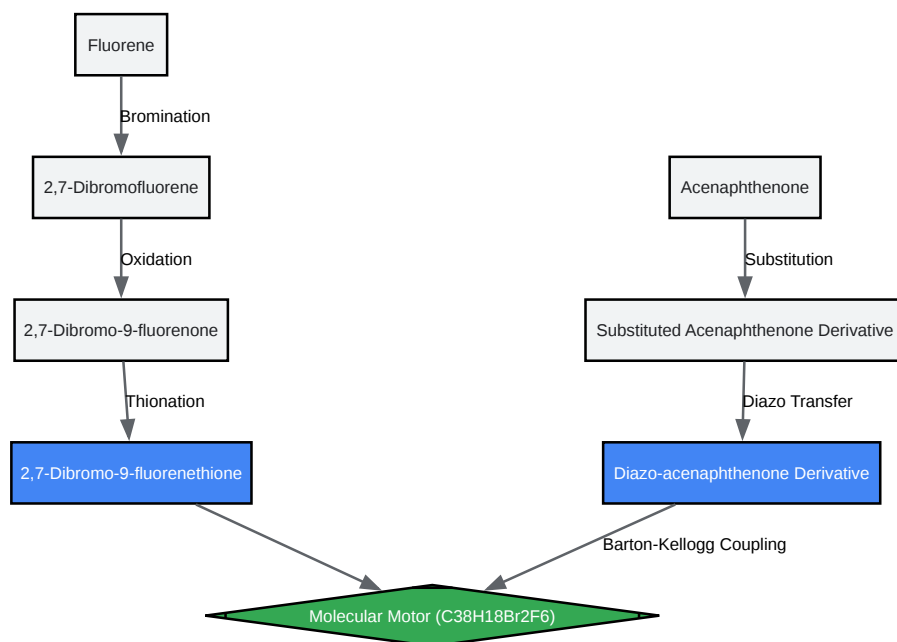 Fluorene
Bromination
2,7-Dibromofluorene
Acenaphthenone
Oxidation
Substitution
2,7-Dibromo-9-fluorenone
Substituted Acenaphthenone Derivative
Thionation
Diazo Transfer
2,7-Dibromo-9-fluorenethione
Diazo-acenaphthenone Derivative
Barton-Kellogg Coupling
Molecular Motor (C38H18Br2F6)